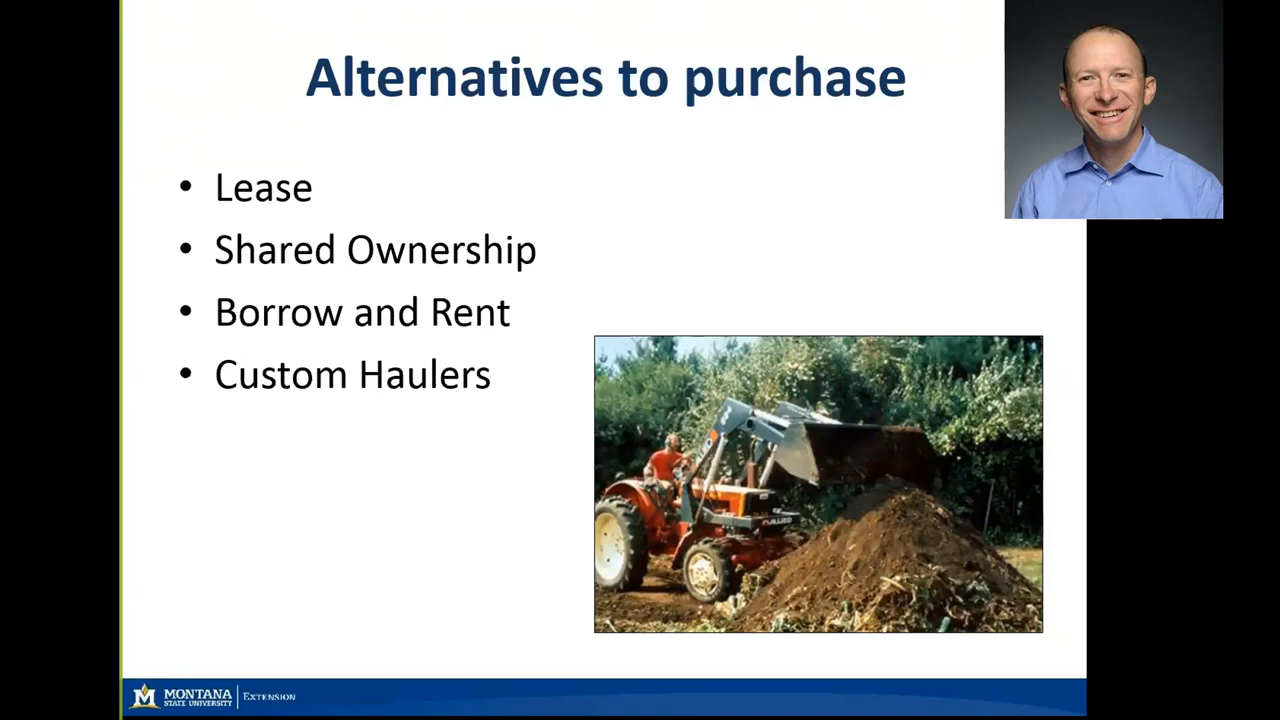 Alternatives to purchase
• Lease
• Shared Ownership
• Borrow and Rent
• Custom Haulers
MONTANA
STATE UNIVERSITY
EXTENSION